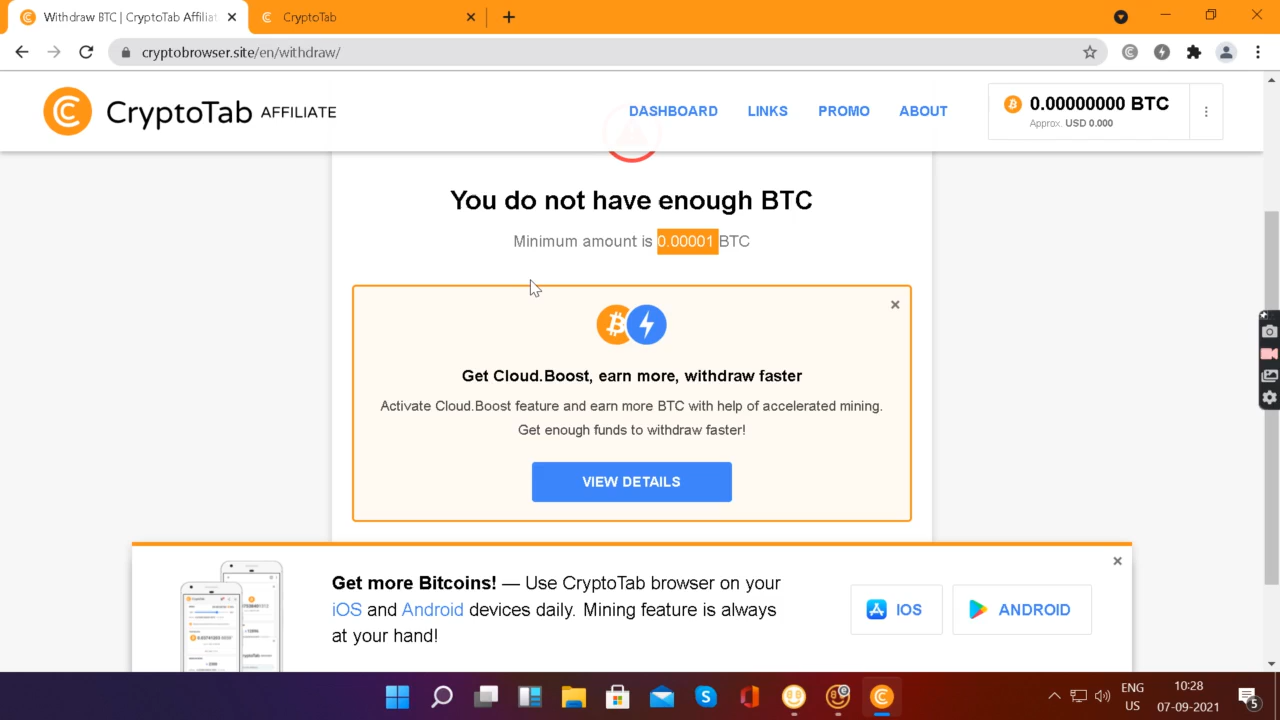 Withdraw BTC | CryptoTab Affiliat
CryptoTab
cryptobrowser.site/en/withdraw/
CryptoTab AFFILIATE
DASHBOARD
LINKS
PROMO
ABOUT
0.00000000 BTC
Approx. USD 0.000
You do not have enough BTC
Minimum amount is 0.00001 BTC
Get Cloud.Boost, earn more, withdraw faster
Activate Cloud.Boost feature and earn more BTC with help of accelerated mining.
Get enough funds to withdraw faster!
VIEW DETAILS
Get more Bitcoins! — Use CryptoTab browser on your
iOS and Android devices daily. Mining feature is always
at your hand!
IOS
ANDROID
ENG
US
10:28
07-09-2021
5